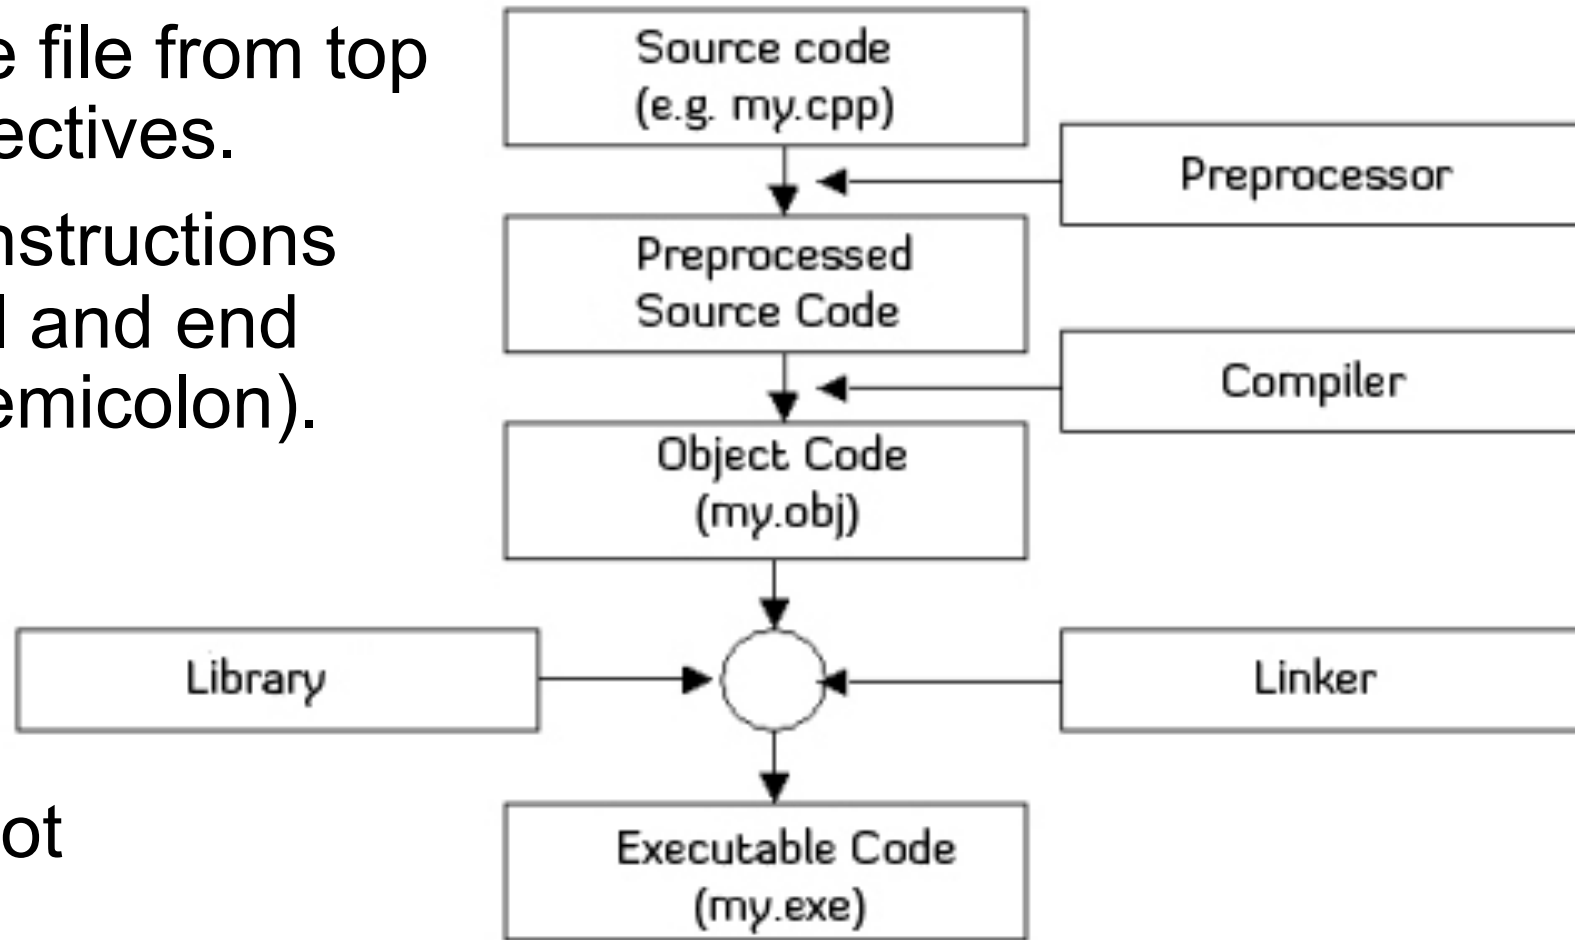 e file from top
ectives.
nstructions
and end
emicolon).
ot
Source code
(e.g. my.cpp)
Preprocessor
Preprocessed
Source Code
Compiler
Object Code
(my.obj)
Library
Linker
Executable Code
(my.exe)